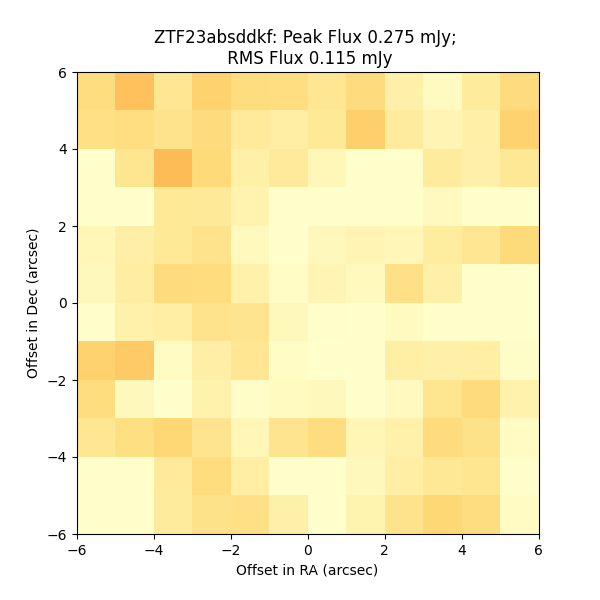 ZTF23absddkf: Peak Flux 0.275 mJy;
RMS Flux 0.115 mJy
6
4
2
0
−2
−4
−6
Offset in Dec (arcsec)
−6 −4 −2 0 2 4 6
Offset in RA (arcsec)